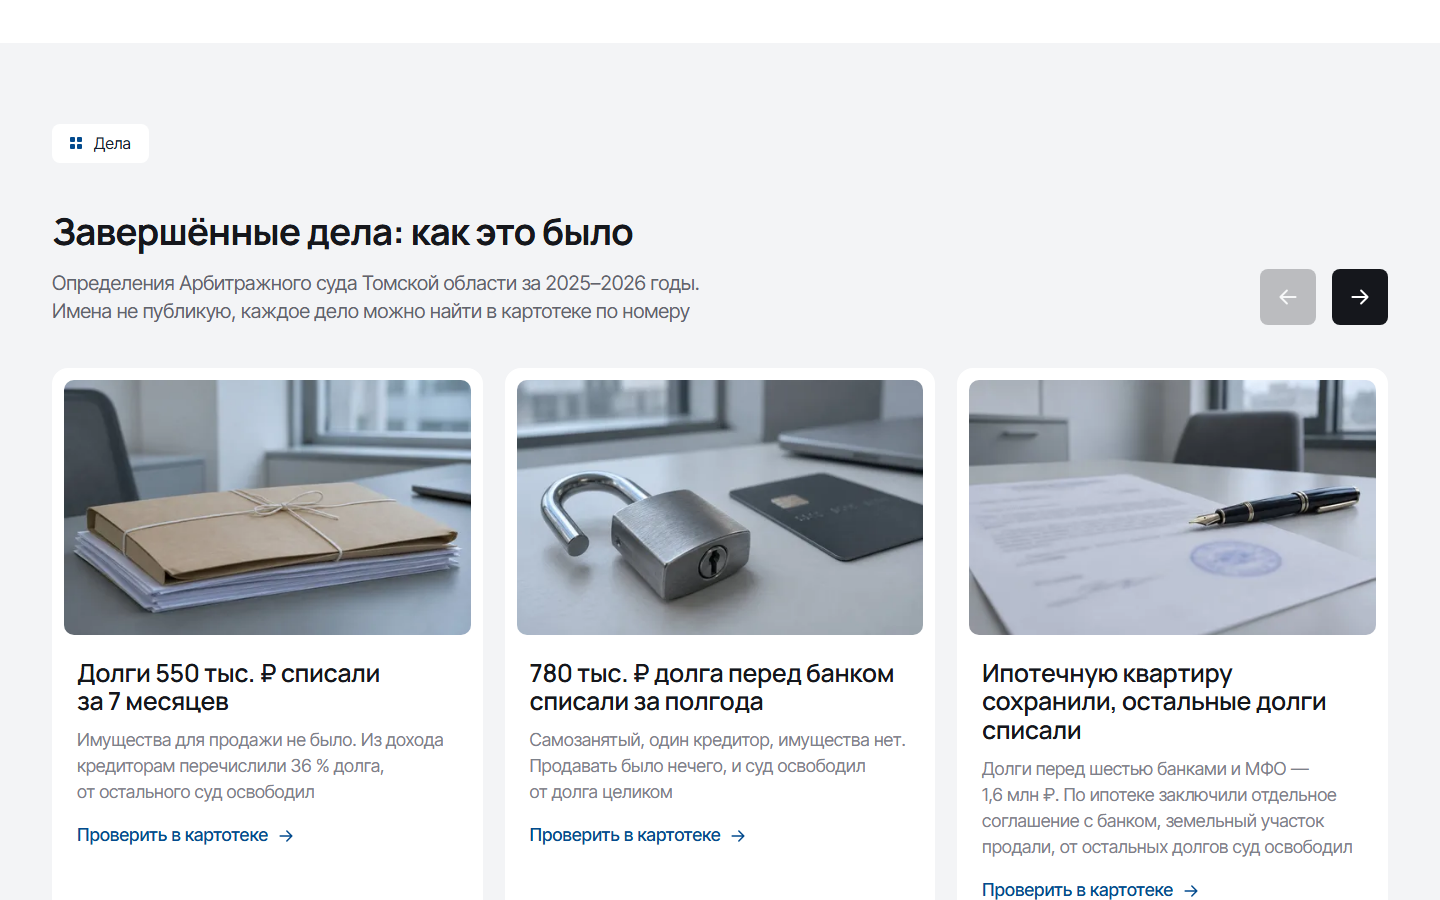 Дела
Завершённые дела: как это было
Определения Арбитражного суда Томской области за 2025–2026 годы.
Имена не публикую, каждое дело можно найти в картотеке по номеру
Долги 550 тыс. ₽ списали
за 7 месяцев
Имущества для продажи не было. Из дохода
кредиторам перечислили 36 % долга,
от остального суд освободил
Проверить в картотеке
780 тыс. ₽ долга перед банком
списали за полгода
Самозанятый, один кредитор, имущества нет.
Продавать было нечего, и суд освободил
от долга целиком
Проверить в картотеке
Ипотечную квартиру
сохранили, остальные долги
списали
Долги перед шестью банками и МФО —
1,6 млн ₽. По ипотеке заключили отдельное
соглашение с банком, земельный участок
продали, от остальных долгов суд освободил
Проверить в картотеке